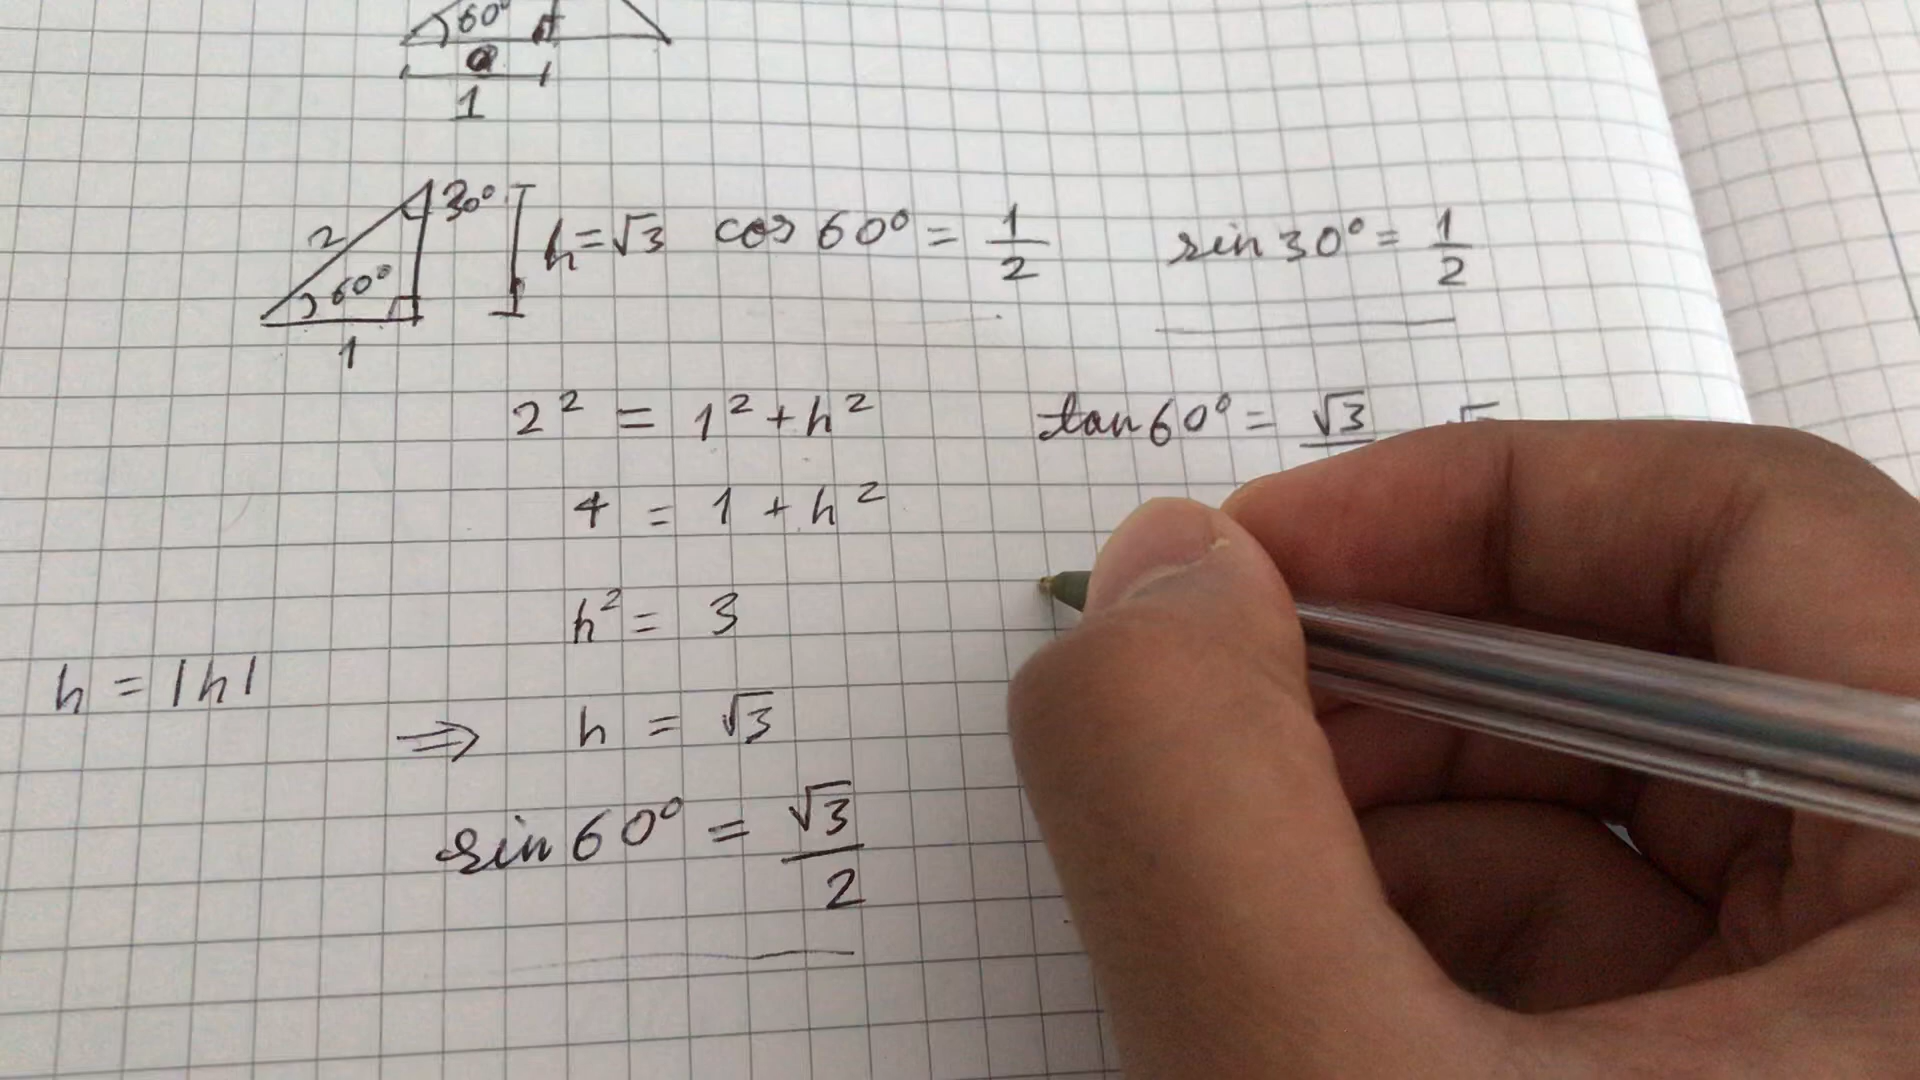 60°
a
1
30°
2
h=√3 cos 60° = 1/2 sin 30° = 1/2
60°
1
2² = 1² + h² tan 60° = √3
4 = 1 + h²
h² = 3
h = |h|
⇒ h = √3
sin 60° = √3/2